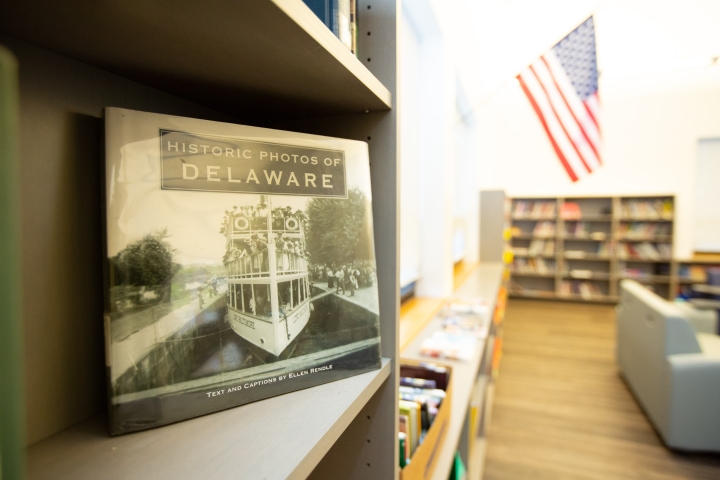 HISTORIC PHOTOS OF
DELAWARE
TEXT AND CAPTIONS BY ELLEN RENDLE